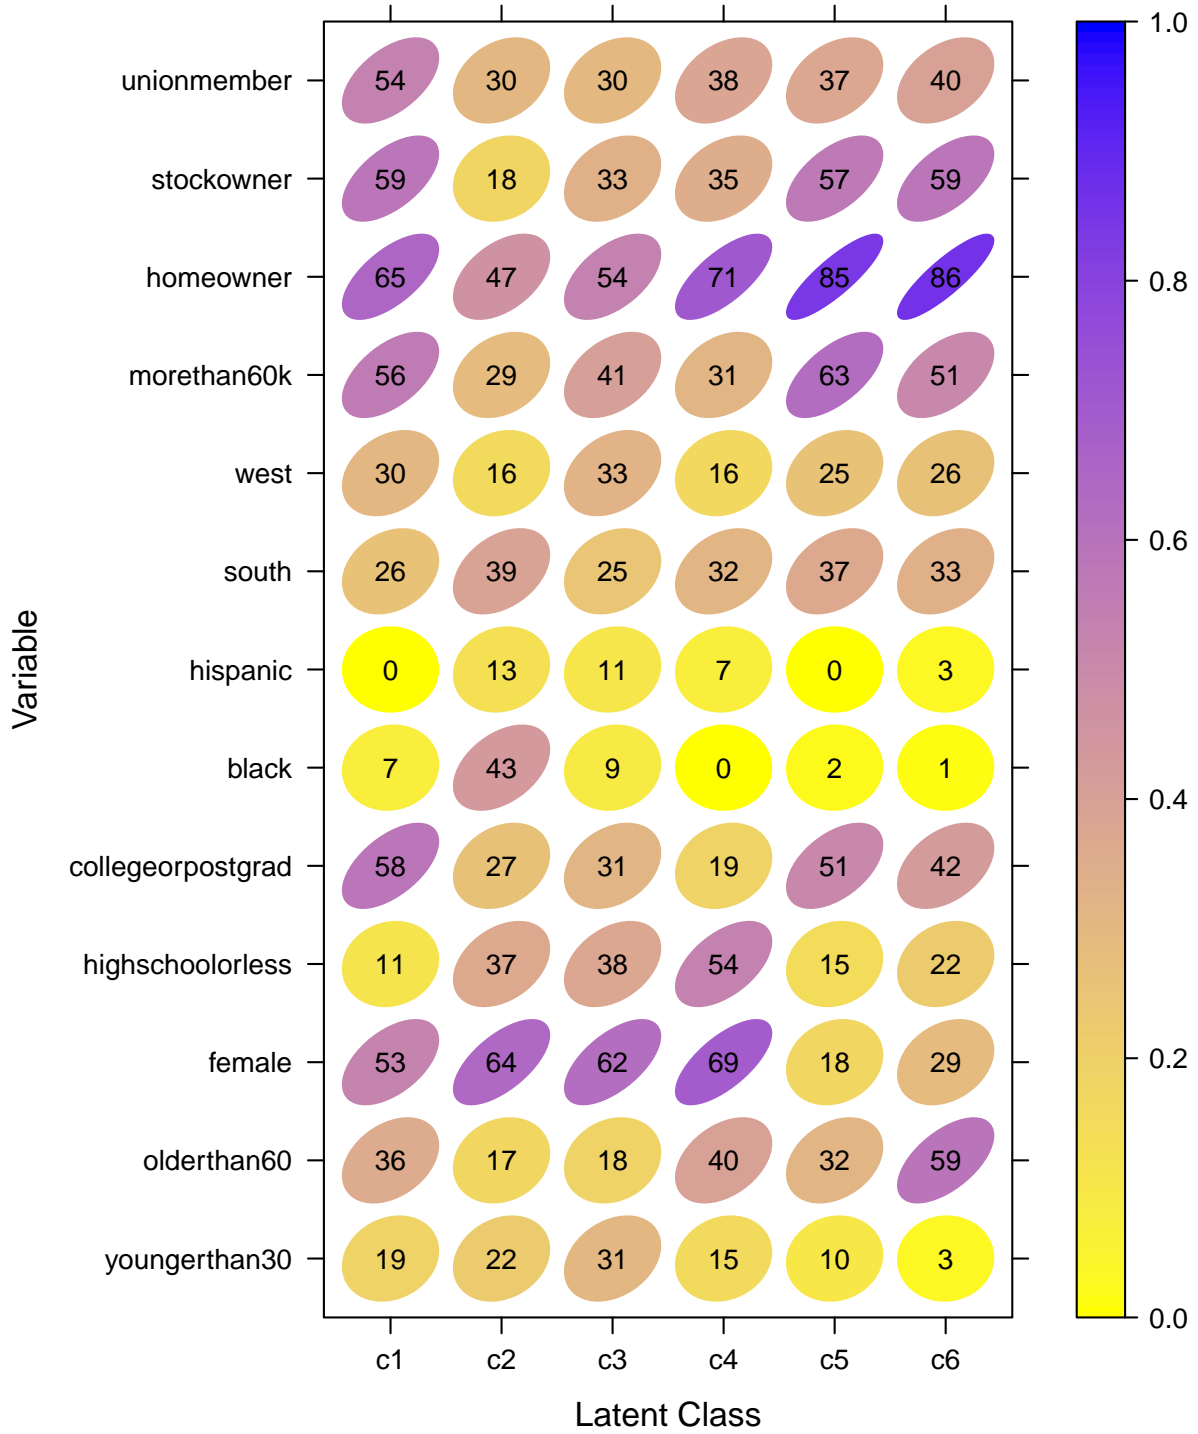 unionmember 54 30 30 38 37 40
stockowner 59 18 33 35 57 59
homeowner 65 47 54 71 85 86
morethan60k 56 29 41 31 63 51
west 30 16 33 16 25 26
south 26 39 25 32 37 33
hispanic 0 13 11 7 0 3
black 7 43 9 0 2 1
collegeorpostgrad 58 27 31 19 51 42
highschoolorless 11 37 38 54 15 22
female 53 64 62 69 18 29
olderthan60 36 17 18 40 32 59
youngerthan30 19 22 31 15 10 3
c1 c2 c3 c4 c5 c6
Latent Class
Variable
1.0
0.8
0.6
0.4
0.2
0.0